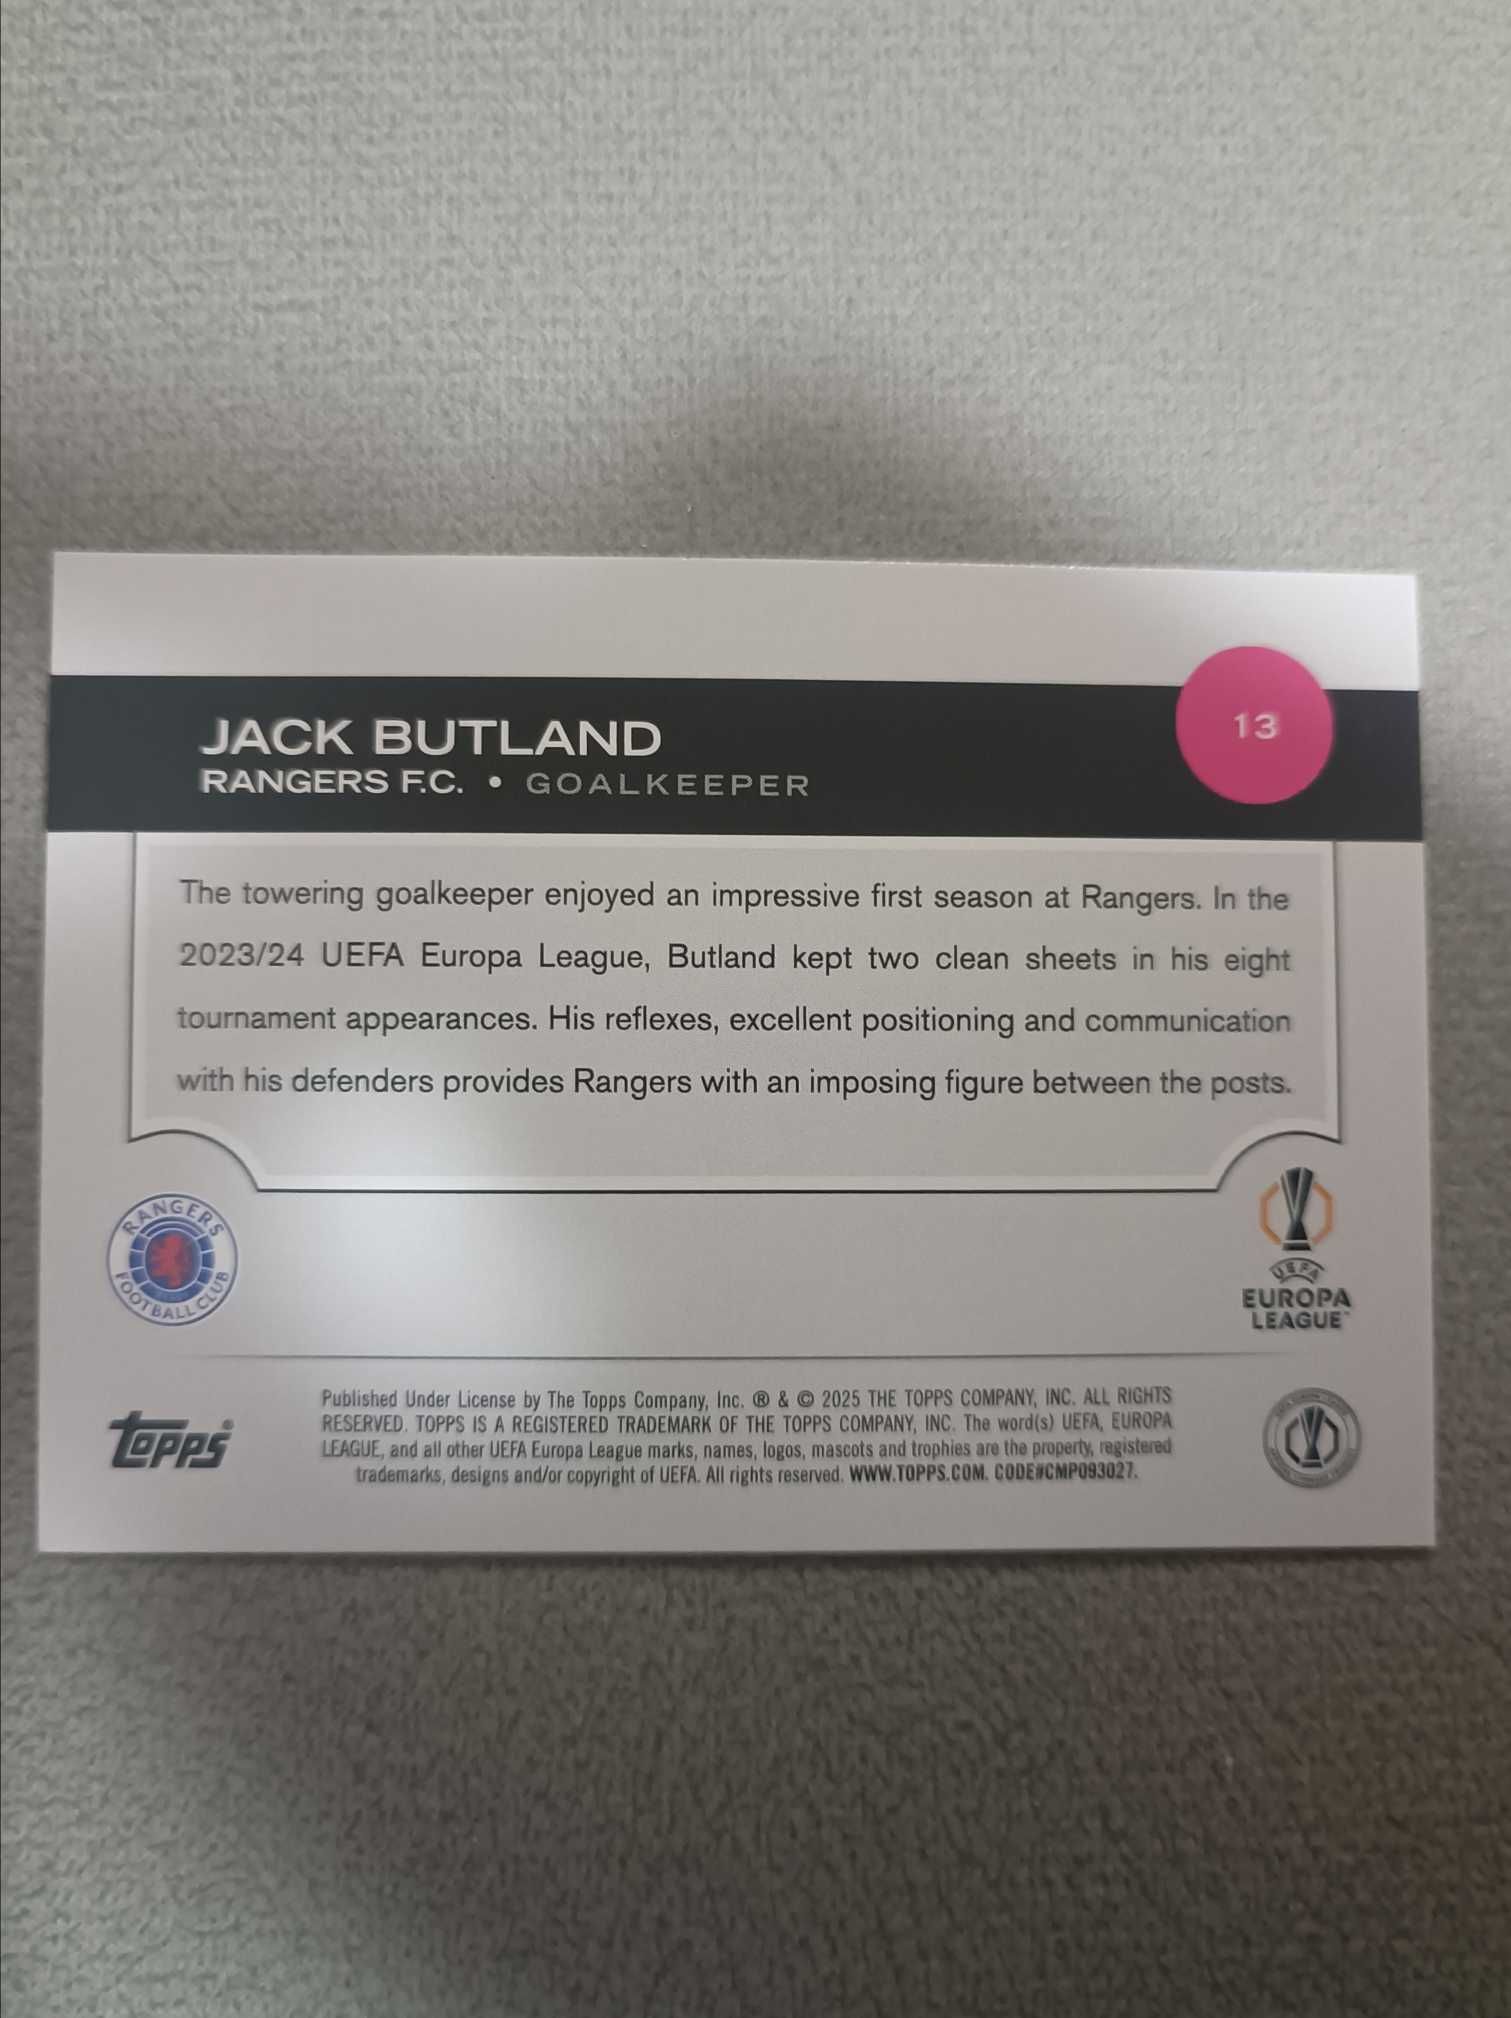 JACK BUTLAND
RANGERS F.C. • GOALKEEPER
13
The towering goalkeeper enjoyed an impressive first season at Rangers. In the
2023/24 UEFA Europa League, Butland kept two clean sheets in his eight
tournament appearances. His reflexes, excellent positioning and communication
with his defenders provides Rangers with an imposing figure between the posts.
RANGERS
FOOTBALL CLUB
UEFA
EUROPA
LEAGUE™
topps®
Published Under License by The Topps Company, Inc. ® & © 2025 THE TOPPS COMPANY, INC. ALL RIGHTS
RESERVED. TOPPS IS A REGISTERED TRADEMARK OF THE TOPPS COMPANY, INC. The word(s) UEFA, EUROPA
LEAGUE, and all other UEFA Europa League marks, names, logos, mascots and trophies are the property, registered
trademarks, designs and/or copyright of UEFA. All rights reserved. WWW.TOPPS.COM. CODE#CMP093027.